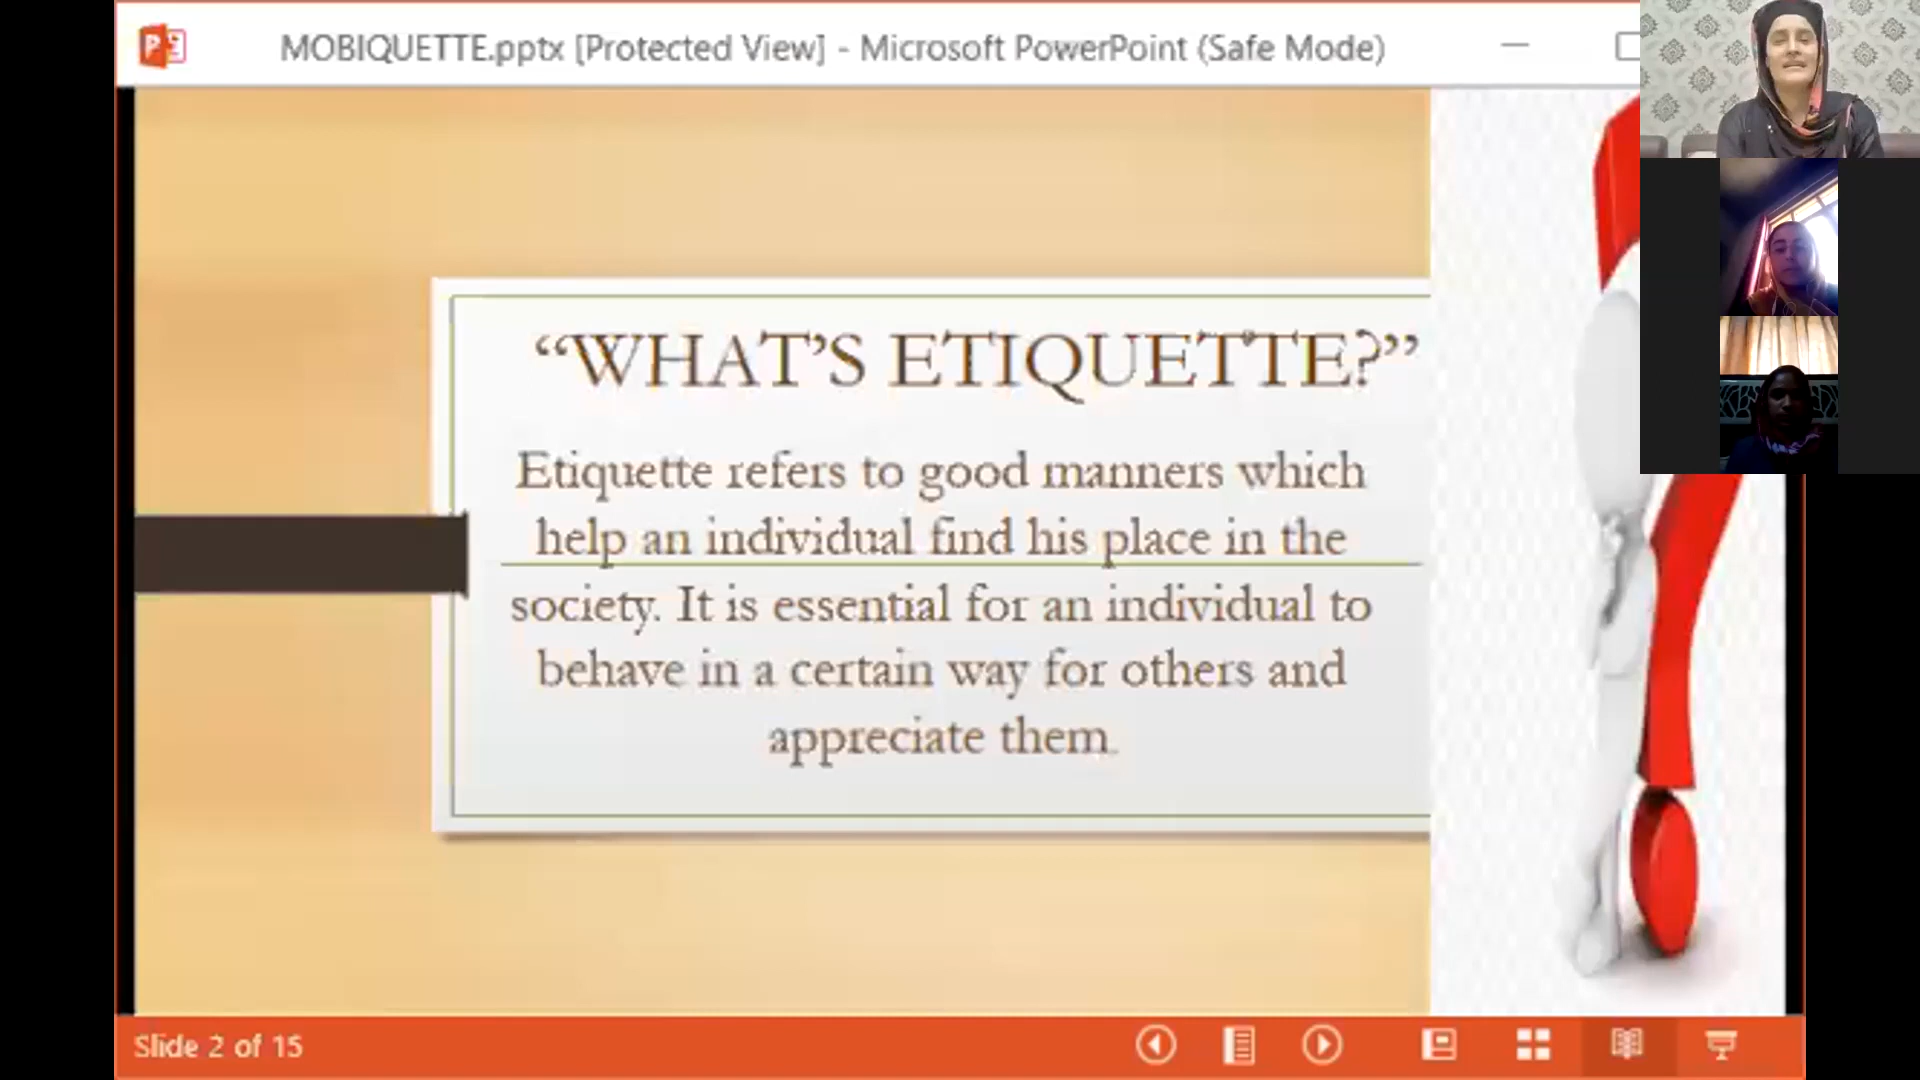 MOBIQUETTE.pptx [Protected View] - Microsoft PowerPoint (Safe Mode)
“WHAT’S ETIQUETTE?”
Etiquette refers to good manners which
help an individual find his place in the
society. It is essential for an individual to
behave in a certain way for others and
appreciate them.
Slide 2 of 15